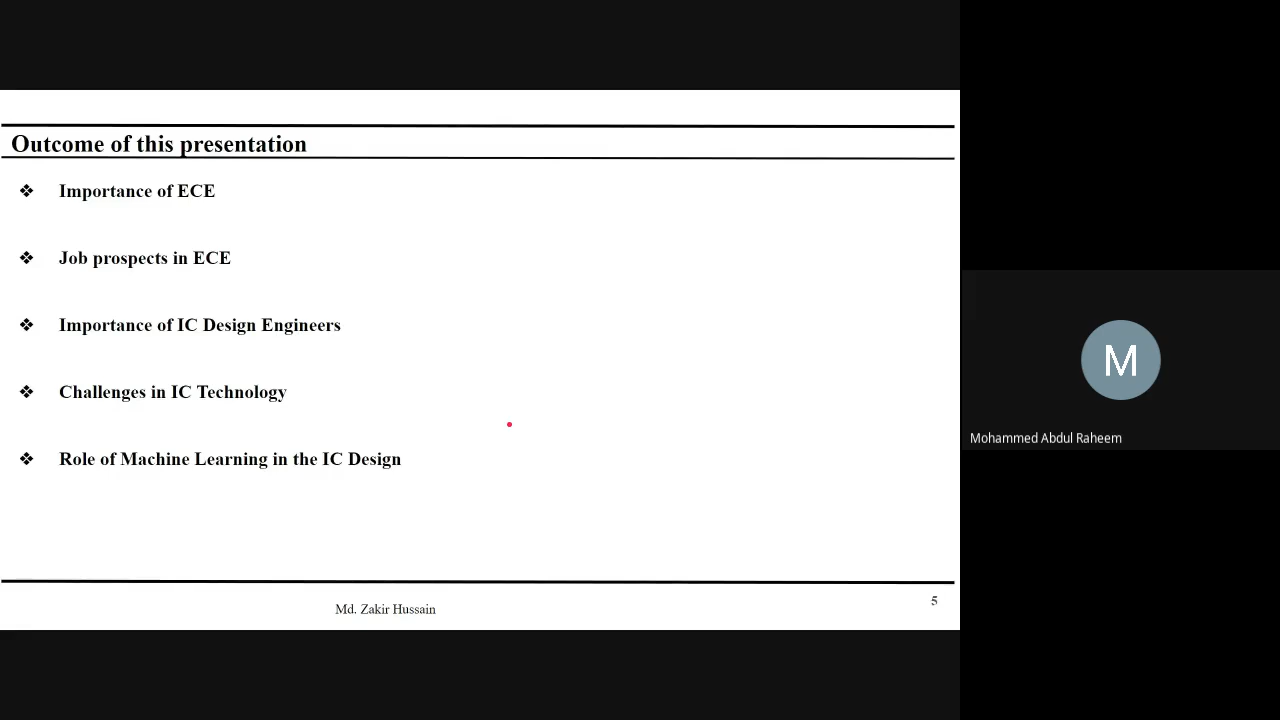 Outcome of this presentation
❖ Importance of ECE
❖ Job prospects in ECE
❖ Importance of IC Design Engineers
❖ Challenges in IC Technology
❖ Role of Machine Learning in the IC Design
Md. Zakir Hussain
5
M
Mohammed Abdul Raheem